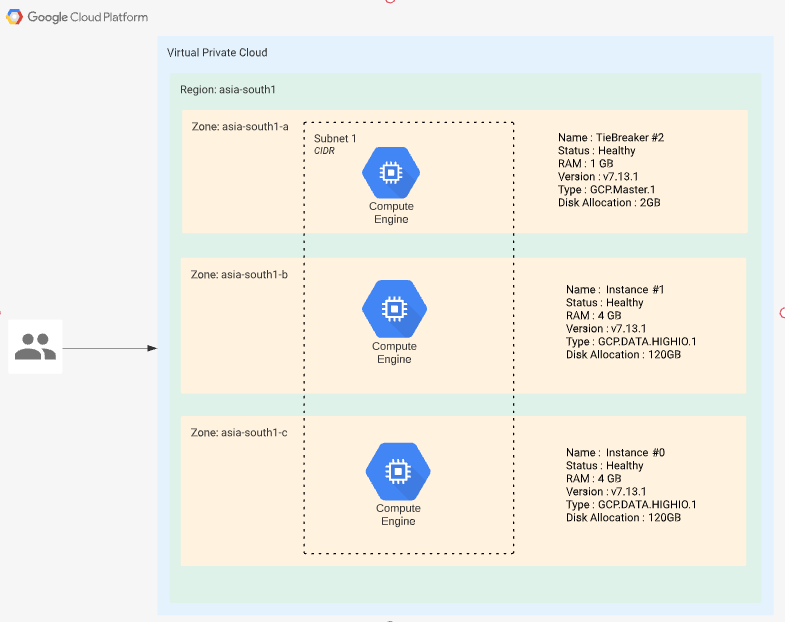 Google Cloud Platform
Virtual Private Cloud
Region: asia-south1
Zone: asia-south1-a
Subnet 1
CIDR
Compute
Engine
Name : TieBreaker #2
Status : Healthy
RAM : 1 GB
Version : v7.13.1
Type : GCP.Master.1
Disk Allocation : 2GB
Zone: asia-south1-b
Compute
Engine
Name : Instance #1
Status : Healthy
RAM : 4 GB
Version : v7.13.1
Type : GCP.DATA.HIGHIO.1
Disk Allocation : 120GB
Zone: asia-south1-c
Compute
Engine
Name : Instance #0
Status : Healthy
RAM : 4 GB
Version : v7.13.1
Type : GCP.DATA.HIGHIO.1
Disk Allocation : 120GB